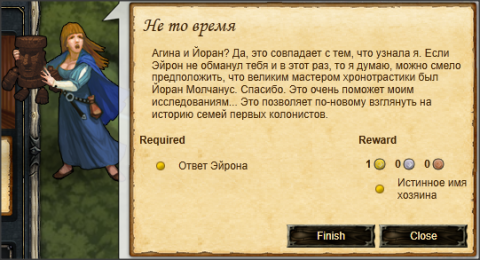 Не то время
Агина и Йоран? Да, это совпадает с тем, что узнала я. Если
Эйрон не обманул тебя и в этот раз, то я думаю, можно смело
предположить, что великим мастером хронотрастики был
Йоран Молчанус. Спасибо. Это очень поможет моим
исследованиям... Это позволяет по-новому взглянуть на
историю семей первых колонистов.
Required Reward
Ответ Эйрона 1 0 0
Истинное имя
хозяина
Finish Close